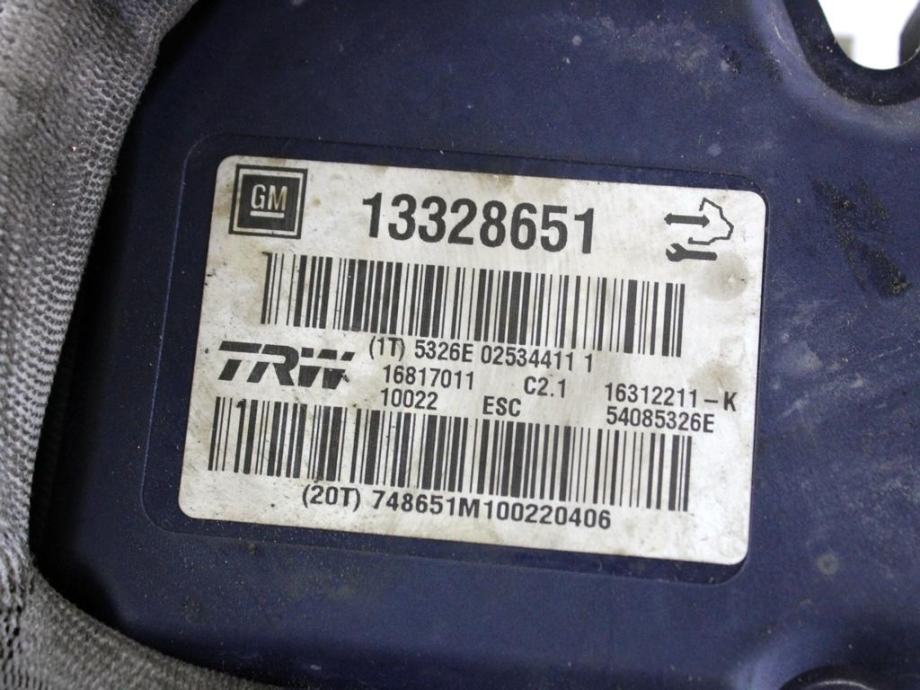 GM 13328651
(1T) 5326E 02534411 1
TRW
16817011 C2.1 16312211-K
10022 ESC 54085326E
(20T) 748651M100220406